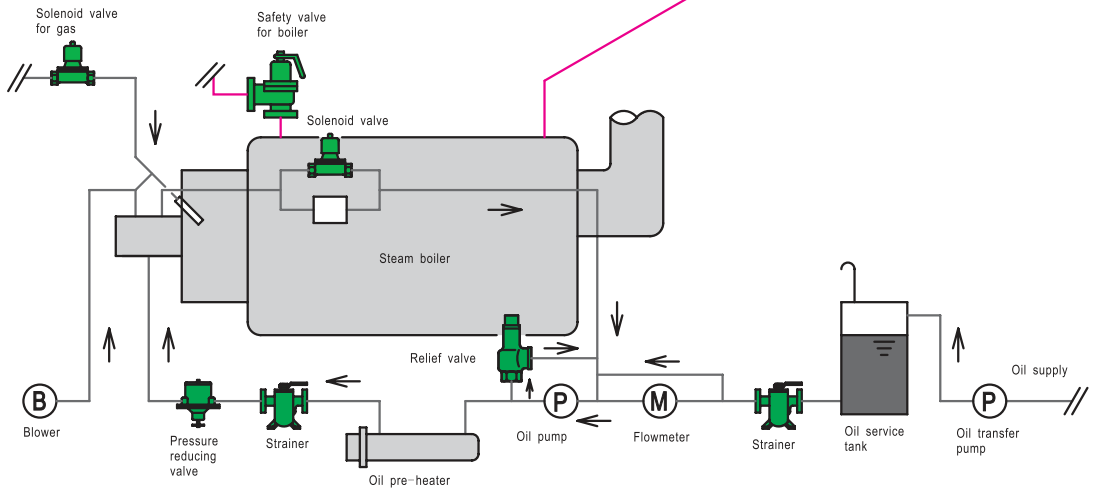 Solenoid valve
for gas
Safety valve
for boiler
Solenoid valve
Steam boiler
Relief valve
B
Blower
Pressure
reducing
valve
Strainer
Oil pre-heater
P
Oil pump
M
Flowmeter
Strainer
Oil service
tank
P
Oil transfer
pump
Oil supply